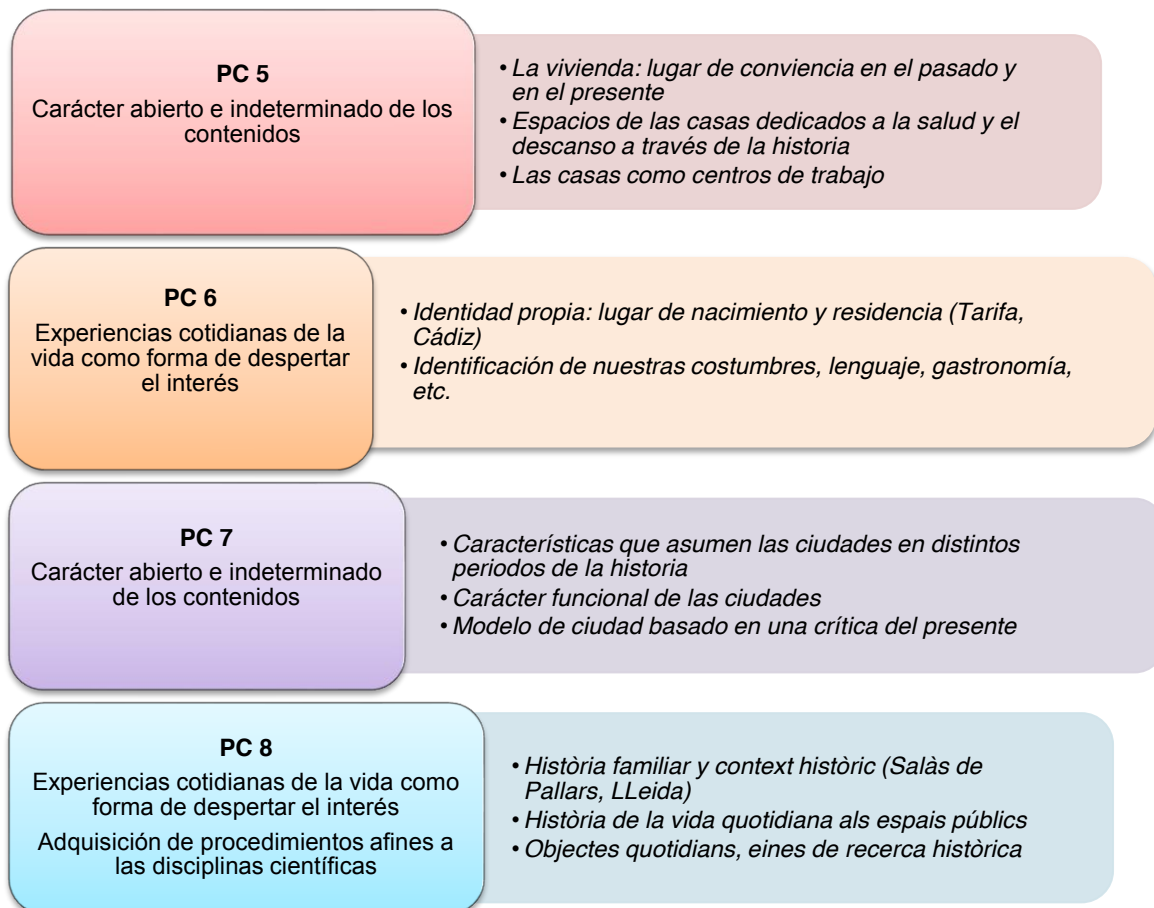 PC 5
Carácter abierto e indeterminado de los
contenidos
• La vivienda: lugar de conviencia en el pasado y
en el presente
• Espacios de las casas dedicados a la salud y el
descanso a través de la historia
• Las casas como centros de trabajo
PC 6
Experiencias cotidianas de la
vida como forma de despertar
el interés
• Identidad propia: lugar de nacimiento y residencia (Tarifa,
Cádiz)
• Identificación de nuestras costumbres, lenguaje, gastronomía,
etc.
PC 7
Carácter abierto e indeterminado
de los contenidos
• Características que asumen las ciudades en distintos
periodos de la historia
• Carácter funcional de las ciudades
• Modelo de ciudad basado en una crítica del presente
PC 8
Experiencias cotidianas de la vida como
forma de despertar el interés
Adquisición de procedimientos afines a
las disciplinas científicas
• Història familiar y context històric (Salàs de
Pallars, LLeida)
• Història de la vida quotidiana als espais públics
• Objectes quotidians, eines de recerca històrica